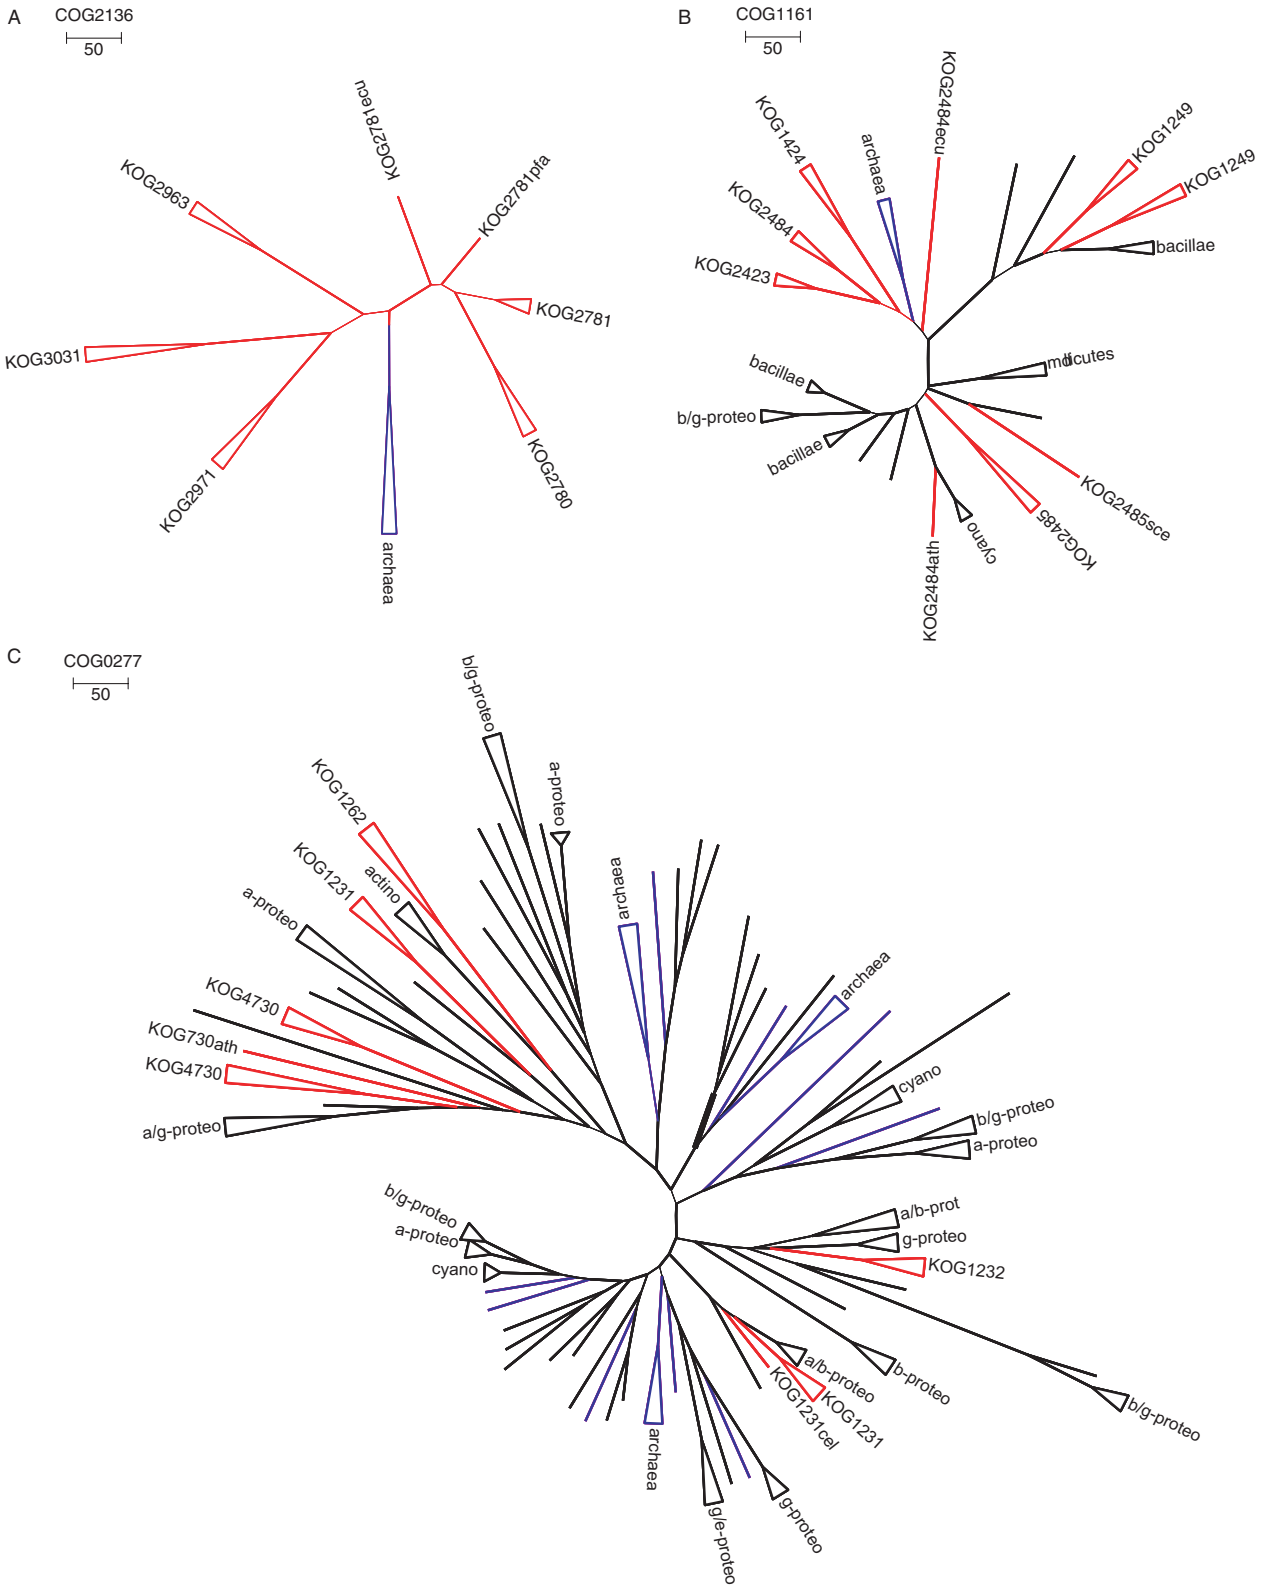 A
COG2136
50
KOG2781ecu
KOG2963
KOG2781pfa
KOG2781
KOG3031
KOG2780
KOG2971
archaea
B
COG1161
50
KOG2484ecu
KOG1424
archaea
KOG1249
KOG2484
KOG1249
KOG2423
bacillae
bacillae
b/g-proteo
bacillae
KOG2485sce
KOG2485
cyano
KOG2484ath
C
COG0277
50
b/g-proteo
a-proteo
KOG1262
KOG1231
actino
archaea
a-proteo
archaea
KOG4730
KOG730ath
KOG4730
a/g-proteo
cyano
b/g-proteo
a-proteo
b/g-proteo
a-proteo
cyano
a/b-prot
g-proteo
KOG1232
a/b-proteo
b-proteo
KOG1231
KOG1231cel
b/g-proteo
archaea
g-proteo
g/e-proteo